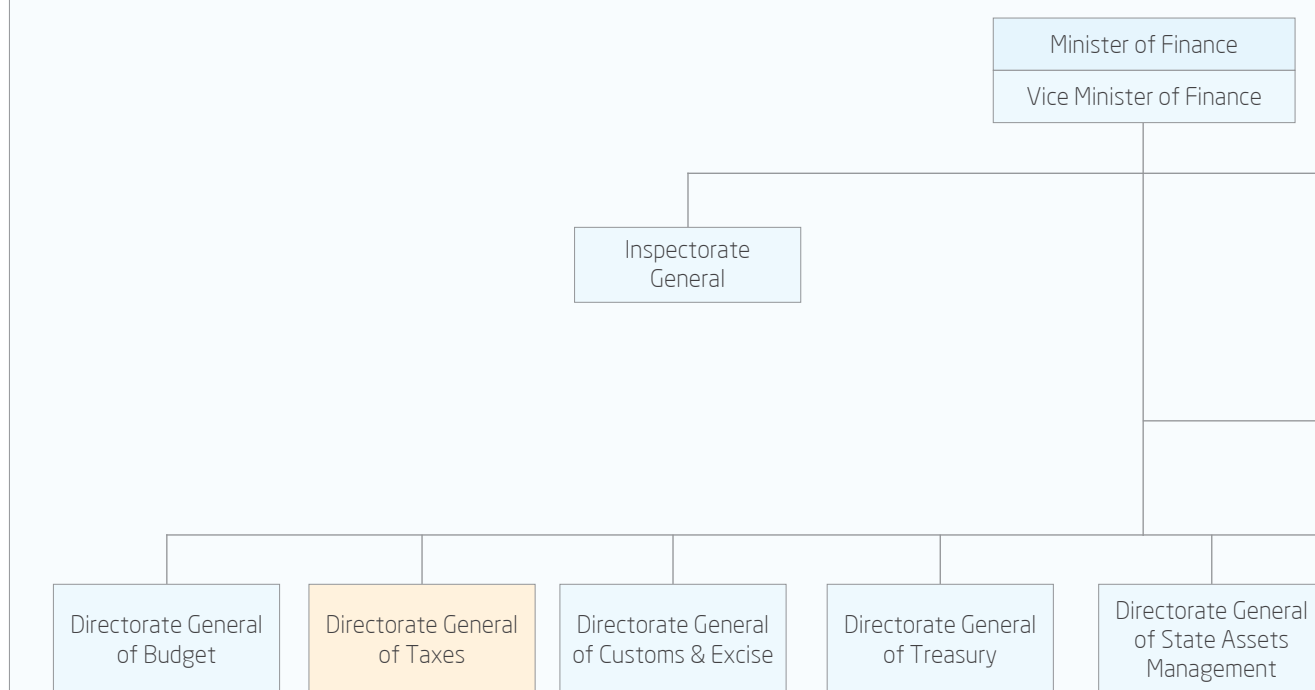 Minister of Finance
Vice Minister of Finance
Inspectorate
General
Directorate General
of Budget
Directorate General
of Taxes
Directorate General
of Customs & Excise
Directorate General
of Treasury
Directorate General
of State Assets
Management